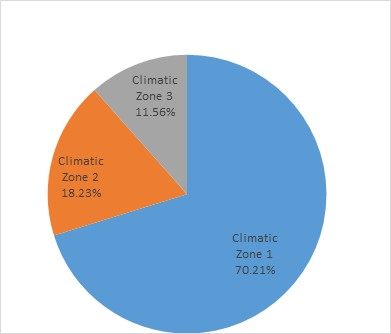 Climatic
Zone 3
11.56%
Climatic
Zone 2
18.23%
Climatic
Zone 1
70.21%